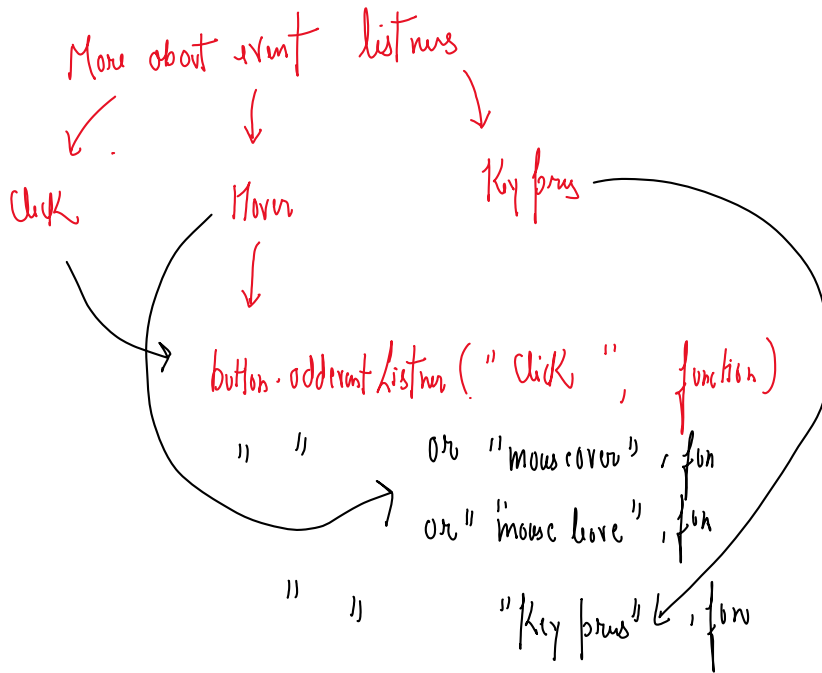 More about event listners
Click Hover Key press
button.addeventListner ("Click", function)
" " or "mouseover", fun
or "mouse leave", fun
" " "Key press", fun